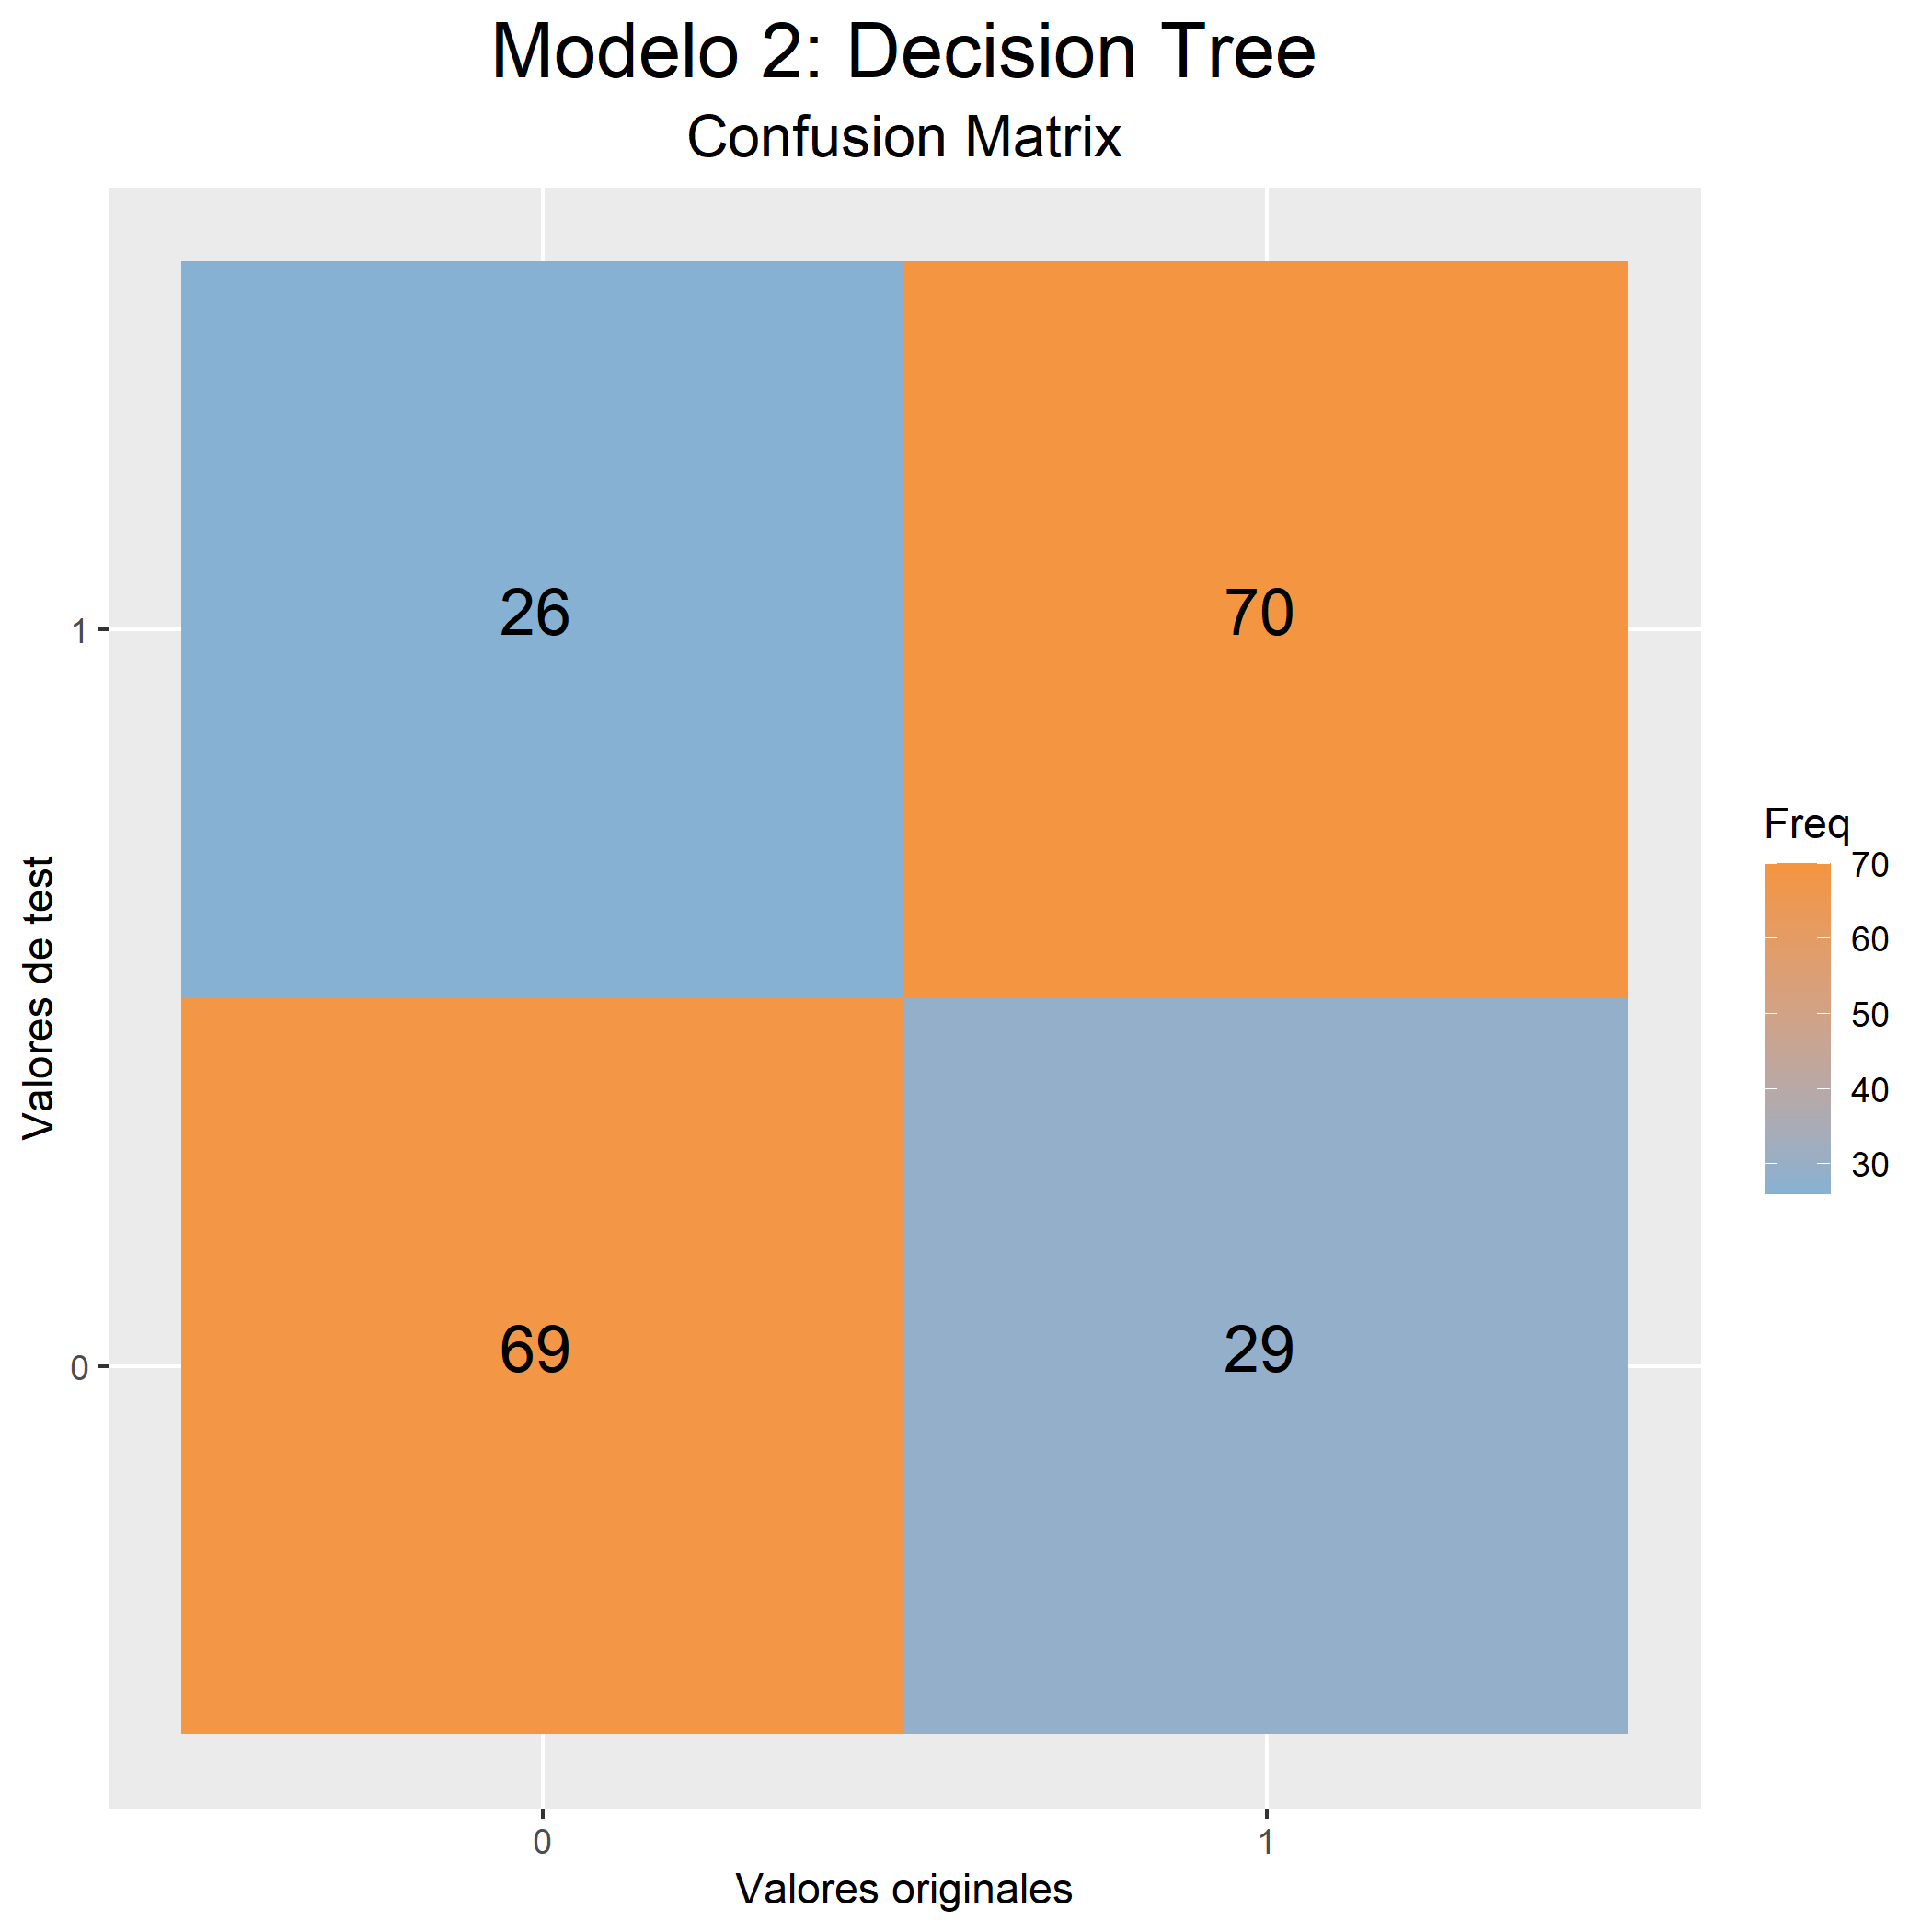 Modelo 2: Decision Tree
Confusion Matrix
Valores de test
1
0
26
70
69
29
0
1
Valores originales
Freq
70
60
50
40
30